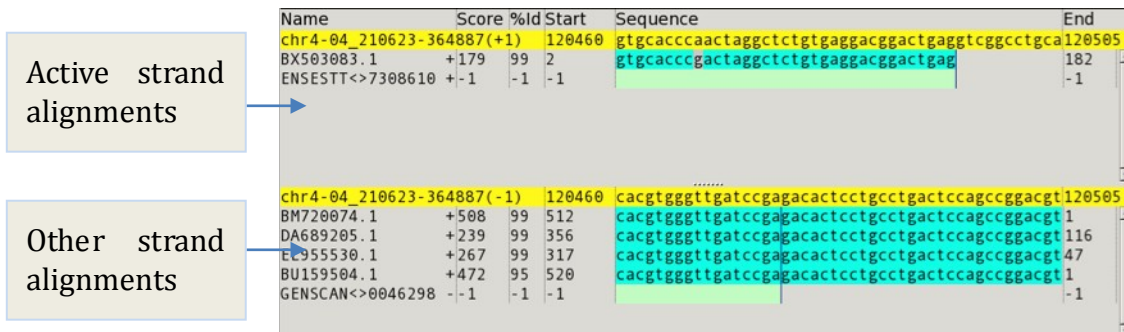 Name Score %Id Start Sequence End
chr4-04_210623-364887(+1) 120460 gtgcacccaactaggctctgtgaggacggactgaggtcggcctgca 120505
BX503083.1 +179 99 2 gtgcacccgactaggctctgtgaggacggactgag 182
ENSESTT<>7308610 +-1 -1 -1 -1
Active strand
alignments
chr4-04_210623-364887(-1) 120460 cacgtgggttgatccgagacactcctgcctgactccagccggacgt 120505
BM720074.1 +508 99 512 cacgtgggttgatccgagacactcctgcctgactccagccggacgt 1
DA689205.1 +239 99 356 cacgtgggttgatccgagacactcctgcctgactccagccggacgt 116
EL955530.1 +267 99 317 cacgtgggttgatccgagacactcctgcctgactccagccggacgt 47
BU159504.1 +472 95 520 cacgtgggttgatccgagacactcctgcctgactccagccggacgt 1
GENSCAN<>0046298 --1 -1 -1 -1
Other strand
alignments